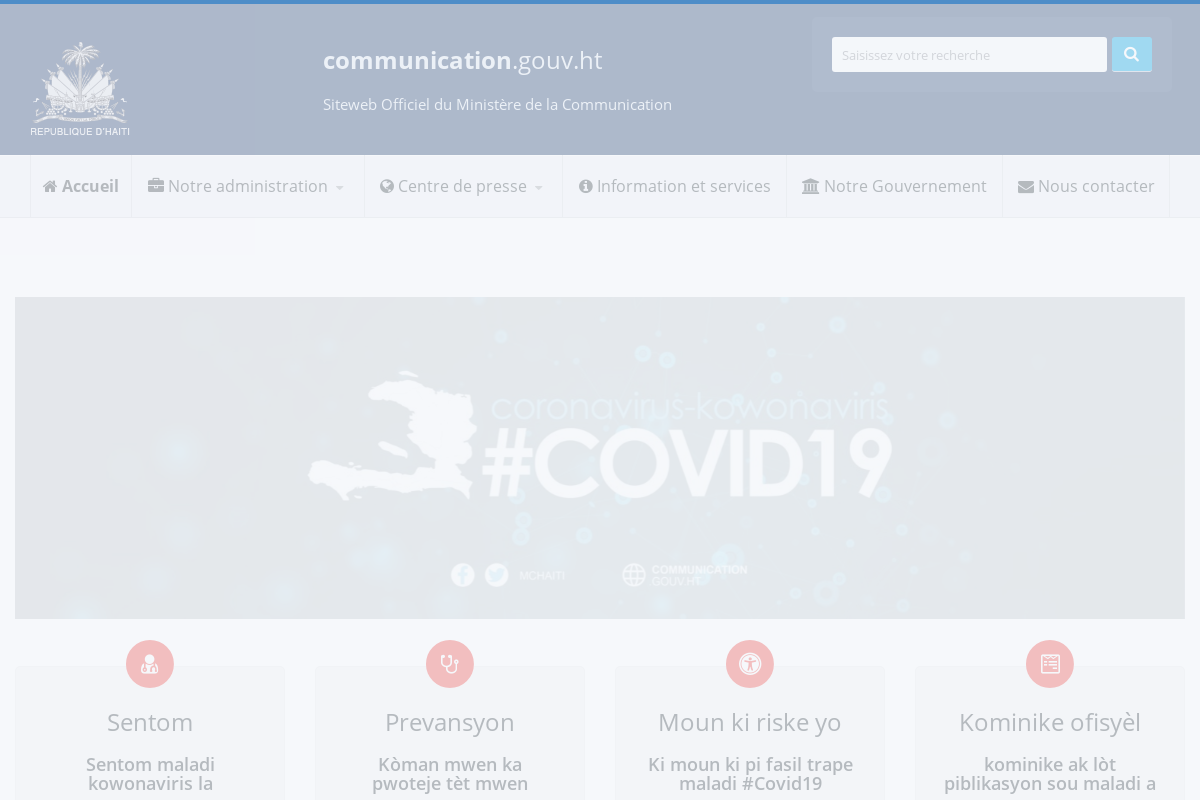 REPUBLIQUE D'HAITI
communication.gouv.ht
Siteweb Officiel du Ministère de la Communication
Saisissez votre recherche
Accueil
Notre administration
Centre de presse
Information et services
Notre Gouvernement
Nous contacter
coronavirus-kowonaviris
#COVID19
MCHAITI
COMMUNICATION
GOUV.HT
Sentom
Sentom maladi
kowonaviris la
Prevansyon
Kòman mwen ka
pwoteje tèt mwen
Moun ki riske yo
Ki moun ki pi fasil trape
maladi #Covid19
Kominike ofisyèl
kominike ak lòt
piblikasyon sou maladi a